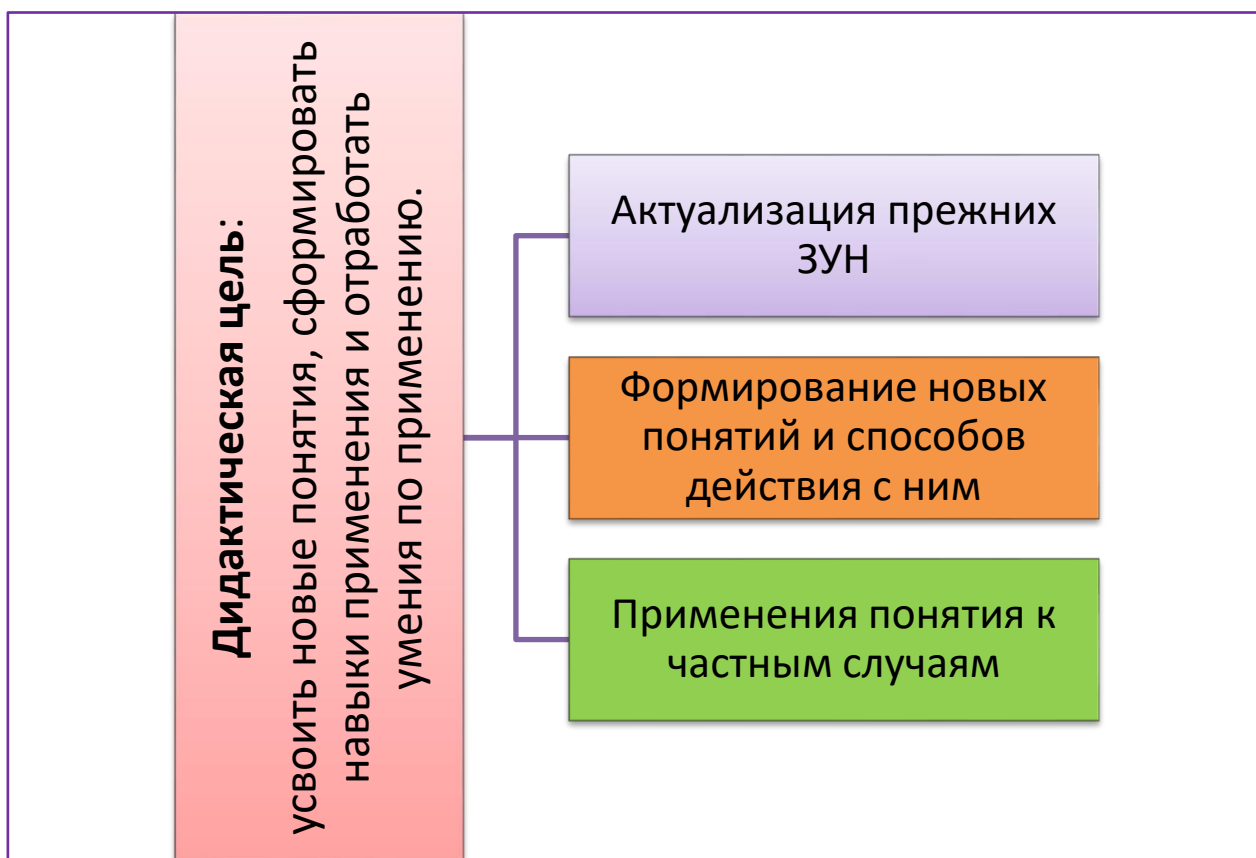 Дидактическая цель:
усвоить новые понятия, сформировать
навыки применения и отработать
умения по применению.
Актуализация прежних
ЗУН
Формирование новых
понятий и способов
действия с ним
Применения понятия к
частным случаям